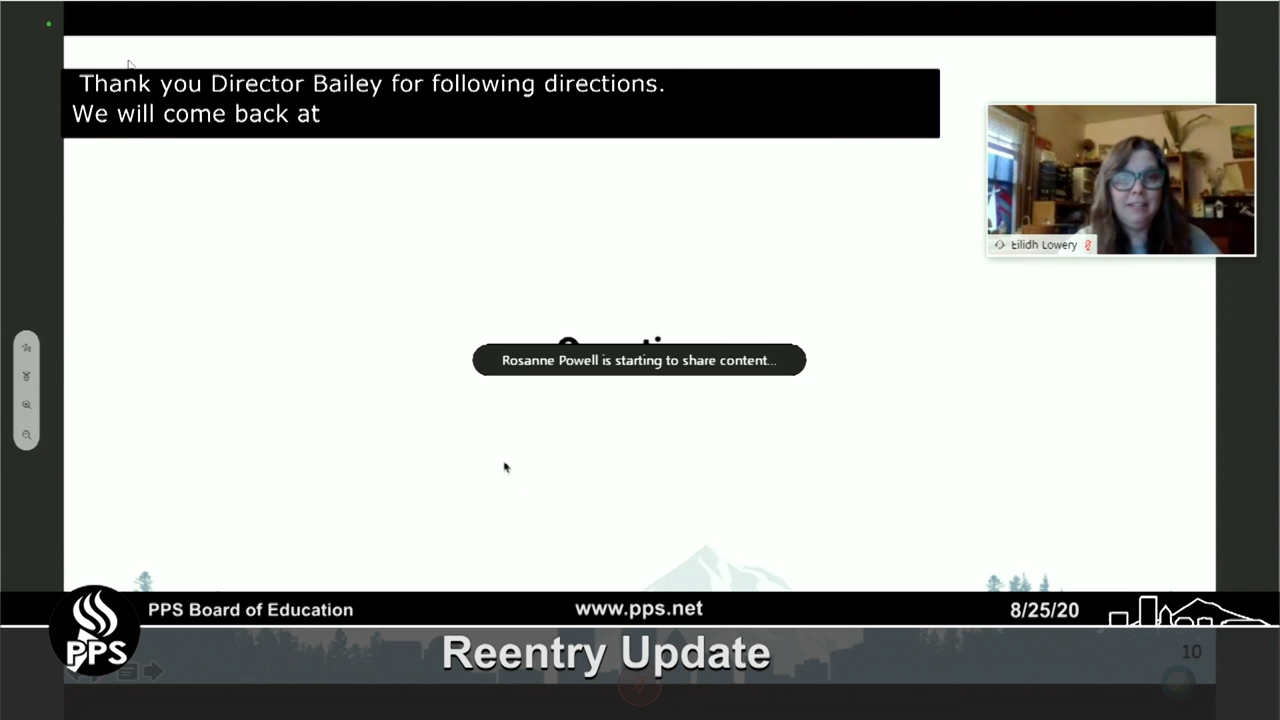 Thank you Director Bailey for following directions.
We will come back at
Eilidh Lowery
Rosanne Powell is starting to share content...
PPS Board of Education
www.pps.net
8/25/20
PPS
Reentry Update
10